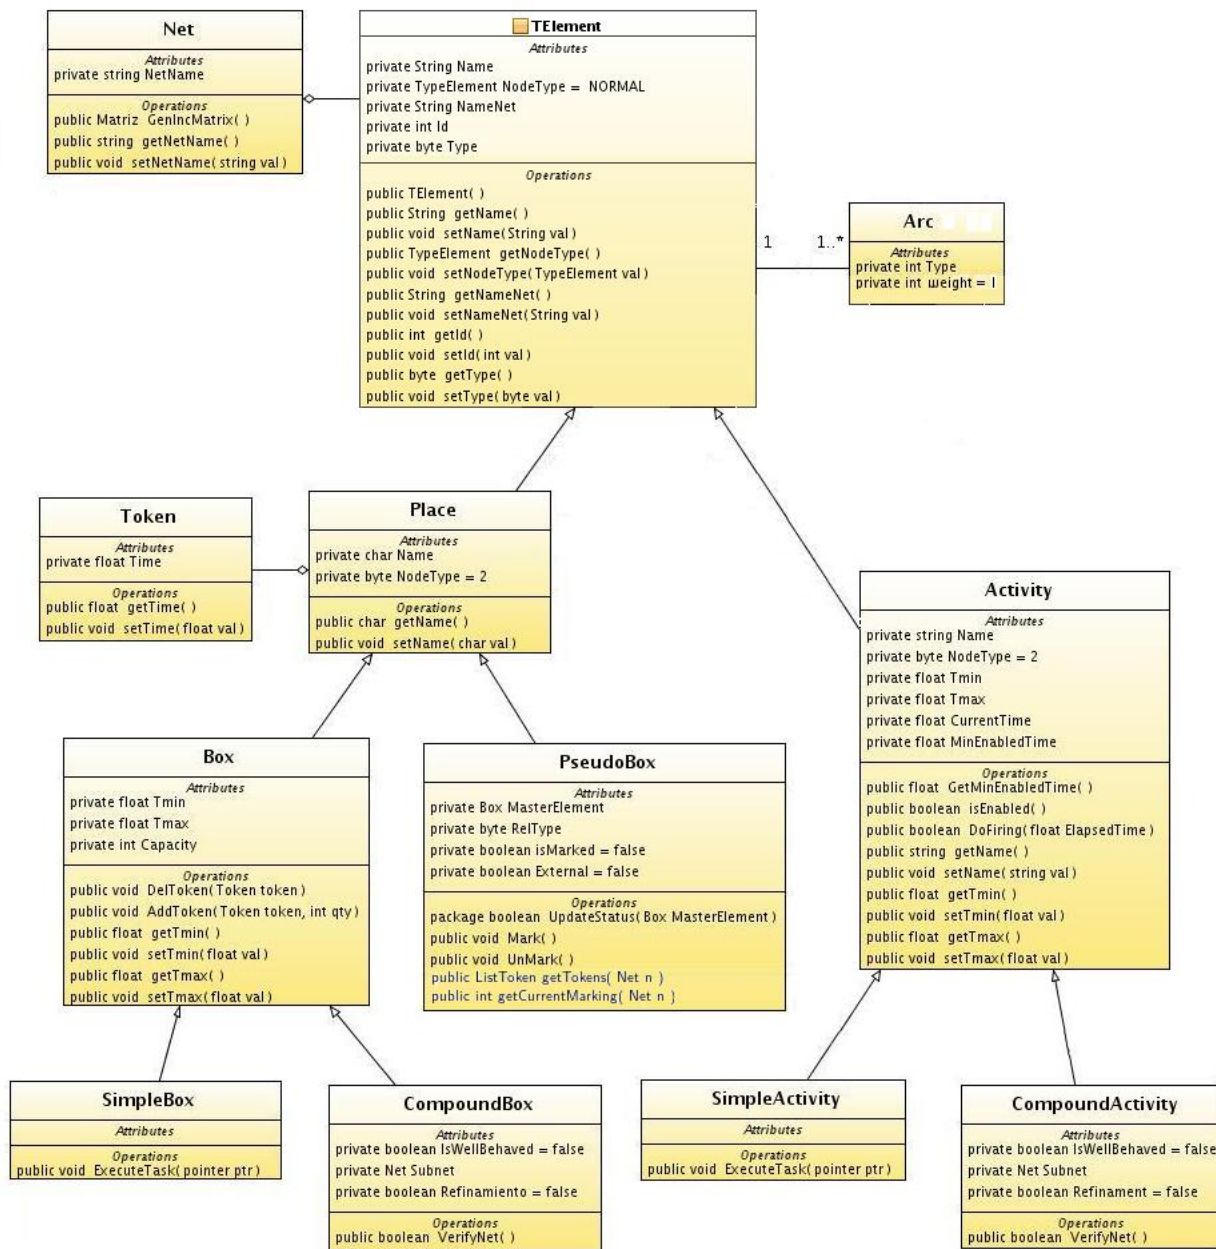 Net
Attributes
private string NetName
Operations
public Matriz GenIncMatrix( )
public string getNetName( )
public void setNetName( string val)
TElement
Attributes
private String Name
private TypeElement NodeType = NORMAL
private String NameNet
private int Id
private byte Type
Operations
public TElement( )
public String getName( )
public void setName(String val)
public TypeElement getNodeType( )
public void setNodeType(TypeElement val)
public String getNameNet( )
public void setNameNet(String val)
public int getId( )
public void setId( int val)
public byte getType( )
public void setType(byte val)
1 1..*
Arc
Attributes
private int Type
private int weight = 1
Token
Attributes
private float Time
Operations
public float getTime( )
public void setTime(float val)
Place
Attributes
private char Name
private byte NodeType = 2
Operations
public char getName( )
public void setName(char val)
Activity
Attributes
private string Name
private byte NodeType = 2
private float Tmin
private float Tmax
private float CurrentTime
private float MinEnabledTime
Operations
public float GetMinEnabledTime( )
public boolean isEnabled( )
public boolean DoFiring(float ElapsedTime)
public string getName( )
public void setName( string val)
public float getTmin( )
public void setTmin(float val)
public float getTmax( )
public void setTmax(float val)
Box
Attributes
private float Tmin
private float Tmax
private int Capacity
Operations
public void DelToken(Token token)
public void AddToken(Token token, int qty)
public float getTmin( )
public void setTmin(float val)
public float getTmax( )
public void setTmax(float val)
PseudoBox
Attributes
private Box MasterElement
private byte RelType
private boolean isMarked = false
private boolean External = false
Operations
package boolean UpdateStatus(Box MasterElement)
public void Mark( )
public void UnMark( )
public ListToken getTokens( Net n )
public int getCurrentMarking( Net n )
SimpleBox
Attributes
Operations
public void ExecuteTask(pointer ptr)
CompoundBox
Attributes
private boolean IsWellBehaved = false
private Net Subnet
private boolean Refinamiento = false
Operations
public boolean VerifyNet( )
SimpleActivity
Attributes
Operations
public void ExecuteTask(pointer ptr)
CompoundActivity
Attributes
private boolean IsWellBehaved = false
private Net Subnet
private boolean Refinament = false
Operations
public boolean VerifyNet( )